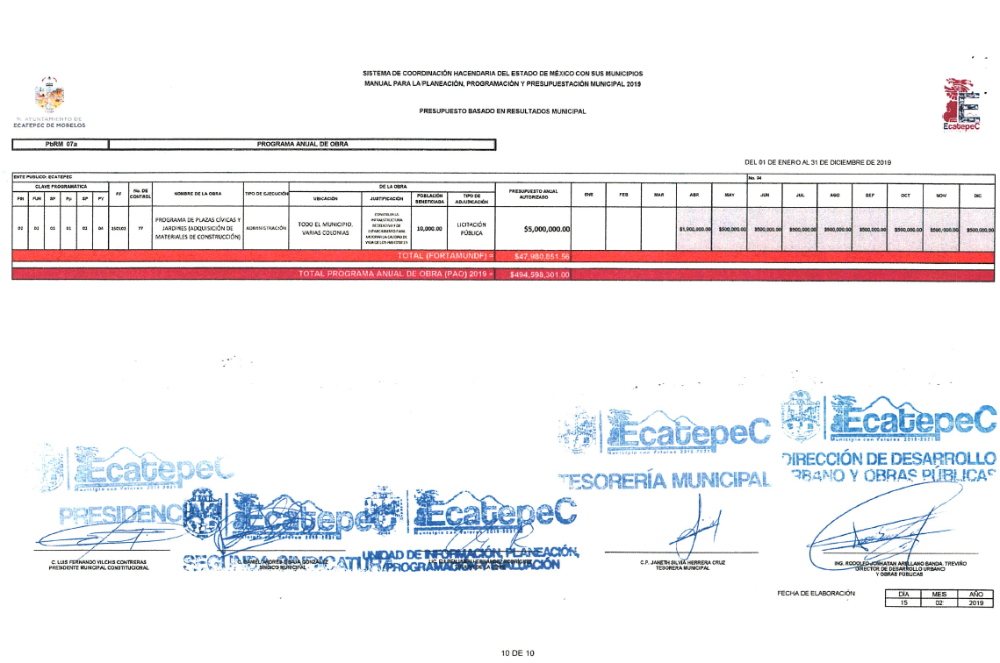 SISTEMA DE COORDINACIÓN HACENDARIA DEL ESTADO DE MÉXICO CON SUS MUNICIPIOS
MANUAL PARA LA PLANEACIÓN, PROGRAMACIÓN Y PRESUPUESTACIÓN MUNICIPAL 2019
H. AYUNTAMIENTO DE
ECATEPEC DE MORELOS
PRESUPUESTO BASADO EN RESULTADOS MUNICIPAL
EcatepeC
PbRM 07a PROGRAMA ANUAL DE OBRA
DEL 01 DE ENERO AL 31 DE DICIEMBRE DE 2019
ENTE PUBLICO: ECATEPEC No. 94
CLAVE PROGRAMÁTICA FF No. DE CONTROL NOMBRE DE LA OBRA TIPO DE EJECUCIÓN DE LA OBRA PRESUPUESTO ANUAL AUTORIZADO ENE FEB MAR ABR MAY JUN JUL AGO SEP OCT NOV DIC
FIN FUN SF Pp SP PY UBICACIÓN JUSTIFICACIÓN POBLACIÓN BENEFICIADA TIPO DE ADJUDICACIÓN
02 02 01 01 02 04 250102 77 PROGRAMA DE PLAZAS CÍVICAS Y JARDINES (ADQUISICIÓN DE MATERIALES DE CONSTRUCCIÓN) ADMINISTRACIÓN TODO EL MUNICIPIO, VARIAS COLONIAS CONSTRUIR LA INFRAESTRUCTURA RECREATIVA Y DE ESPARCIMIENTO PARA MEJORAR LA CALIDAD DE VIDA DE LOS HABITANTES 10,000.00 LICITACIÓN PÚBLICA $5,000,000.00 $1,000,000.00 $500,000.00 $500,000.00 $500,000.00 $500,000.00 $500,000.00 $500,000.00 $500,000.00 $500,000.00
TOTAL (FORTAMUNDF) = $47,980,851.56
TOTAL PROGRAMA ANUAL DE OBRA (PAO) 2019 = $494,598,301.00
EcatepeC
Municipio con Valores 2019-2021
PRESIDENCI
C. LUIS FERNANDO VILCHIS CONTRERAS
PRESIDENTE MUNICIPAL CONSTITUCIONAL
EcatepeC
SEGUNDA SINDICATURA
SÍNDICO MUNICIPAL
EcatepeC
Municipio con Valores 2019-2021
UNIDAD DE INFORMACIÓN, PLANEACIÓN,
PROGRAMACIÓN Y EVALUACIÓN
EcatepeC
Municipio con Valores 2019-2021
TESORERÍA MUNICIPAL
C.P. JANETH SILVIA HERRERA CRUZ
TESORERA MUNICIPAL
EcatepeC
Municipio con Valores 2019-2021
DIRECCIÓN DE DESARROLLO
URBANO Y OBRAS PÚBLICAS
ING. RODOLFO JONHATAN ARELLANO BANDA. TREVIÑO
DIRECTOR DE DESARROLLO URBANO
Y OBRAS PÚBLICAS
FECHA DE ELABORACIÓN DÍA MES AÑO
15 02 2019
10 DE 10